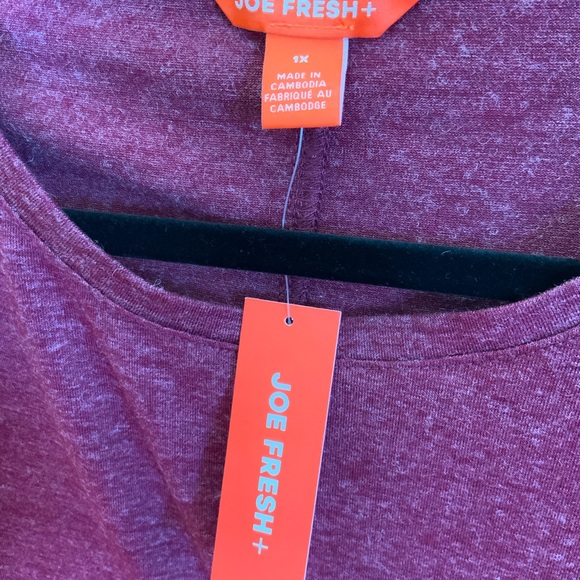 JOE FRESH+
1X
MADE IN
CAMBODIA
FABRIQUÉ AU
CAMBODGE
JOE FRESH+